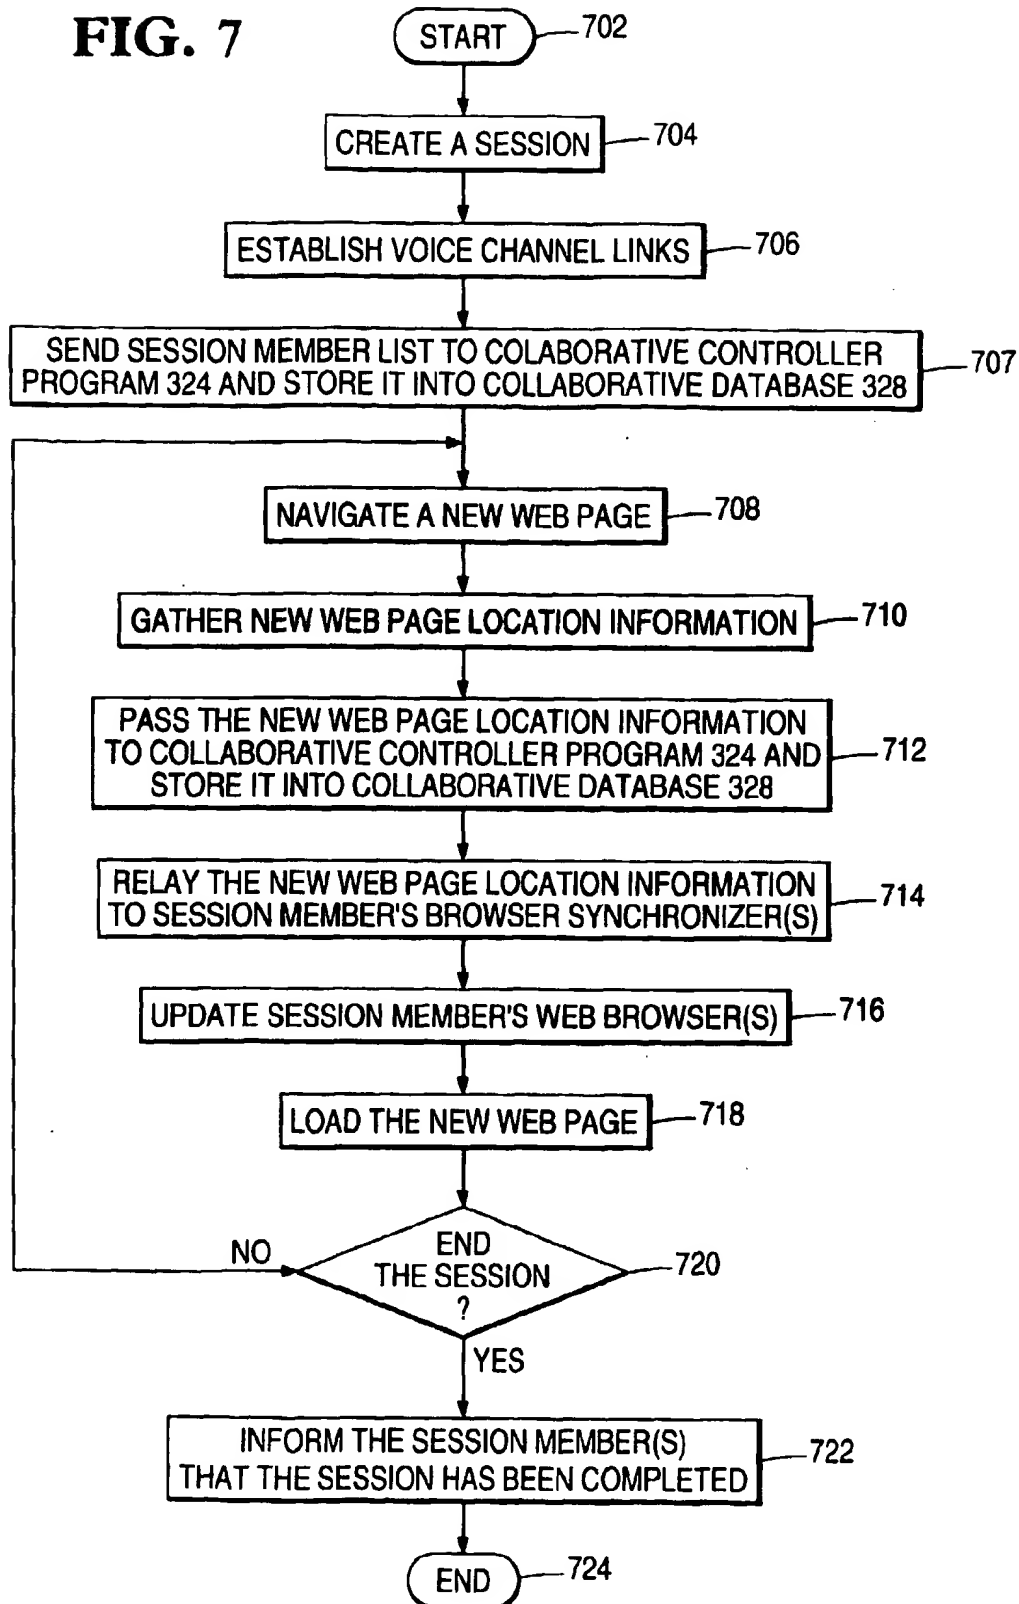 FIG. 7
START
702
CREATE A SESSION
704
ESTABLISH VOICE CHANNEL LINKS
706
SEND SESSION MEMBER LIST TO COLABORATIVE CONTROLLER
PROGRAM 324 AND STORE IT INTO COLLABORATIVE DATABASE 328
707
NAVIGATE A NEW WEB PAGE
708
GATHER NEW WEB PAGE LOCATION INFORMATION
710
PASS THE NEW WEB PAGE LOCATION INFORMATION
TO COLLABORATIVE CONTROLLER PROGRAM 324 AND
STORE IT INTO COLLABORATIVE DATABASE 328
712
RELAY THE NEW WEB PAGE LOCATION INFORMATION
TO SESSION MEMBER'S BROWSER SYNCHRONIZER(S)
714
UPDATE SESSION MEMBER'S WEB BROWSER(S)
716
LOAD THE NEW WEB PAGE
718
NO
END
THE SESSION
?
720
YES
INFORM THE SESSION MEMBER(S)
THAT THE SESSION HAS BEEN COMPLETED
722
END
724